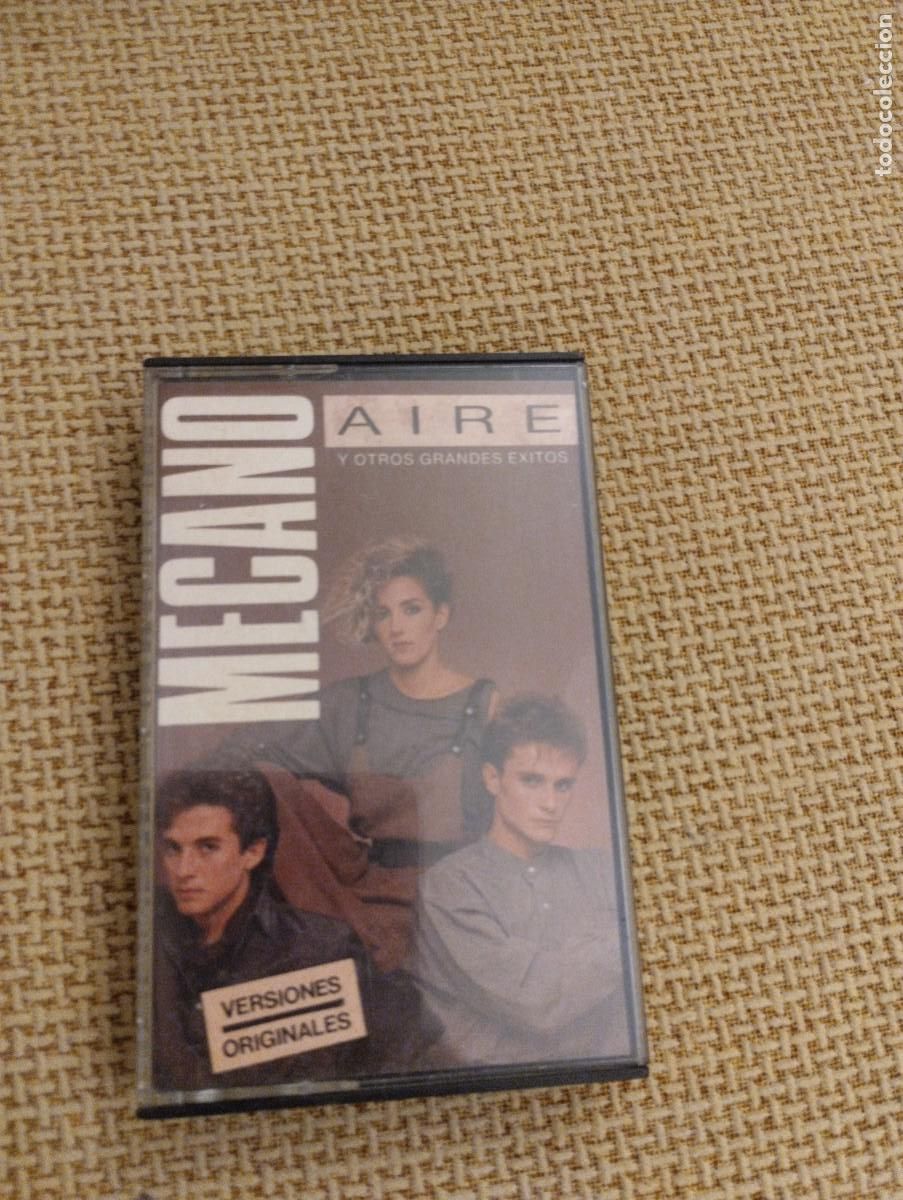 MECANO
AIRE
Y OTROS GRANDES EXITOS
VERSIONES
ORIGINALES
todocoleccion